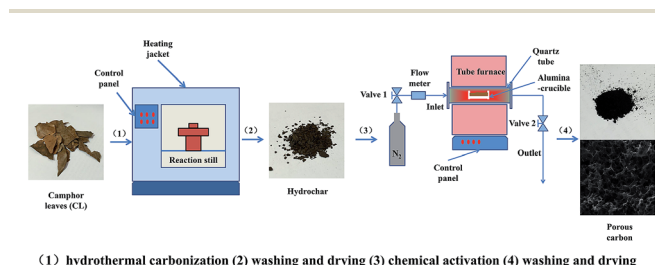 Heating
jacket
Control
panel
(1)
Reaction still
Camphor
leaves (CL)
(2)
Hydrochar
(3)
Valve 1
Flow
meter
Inlet
N2
Tube furnace
Quartz
tube
Alumina
-crucible
Valve 2
Outlet
Control
panel
(4)
Porous
carbon
(1) hydrothermal carbonization (2) washing and drying (3) chemical activation (4) washing and drying